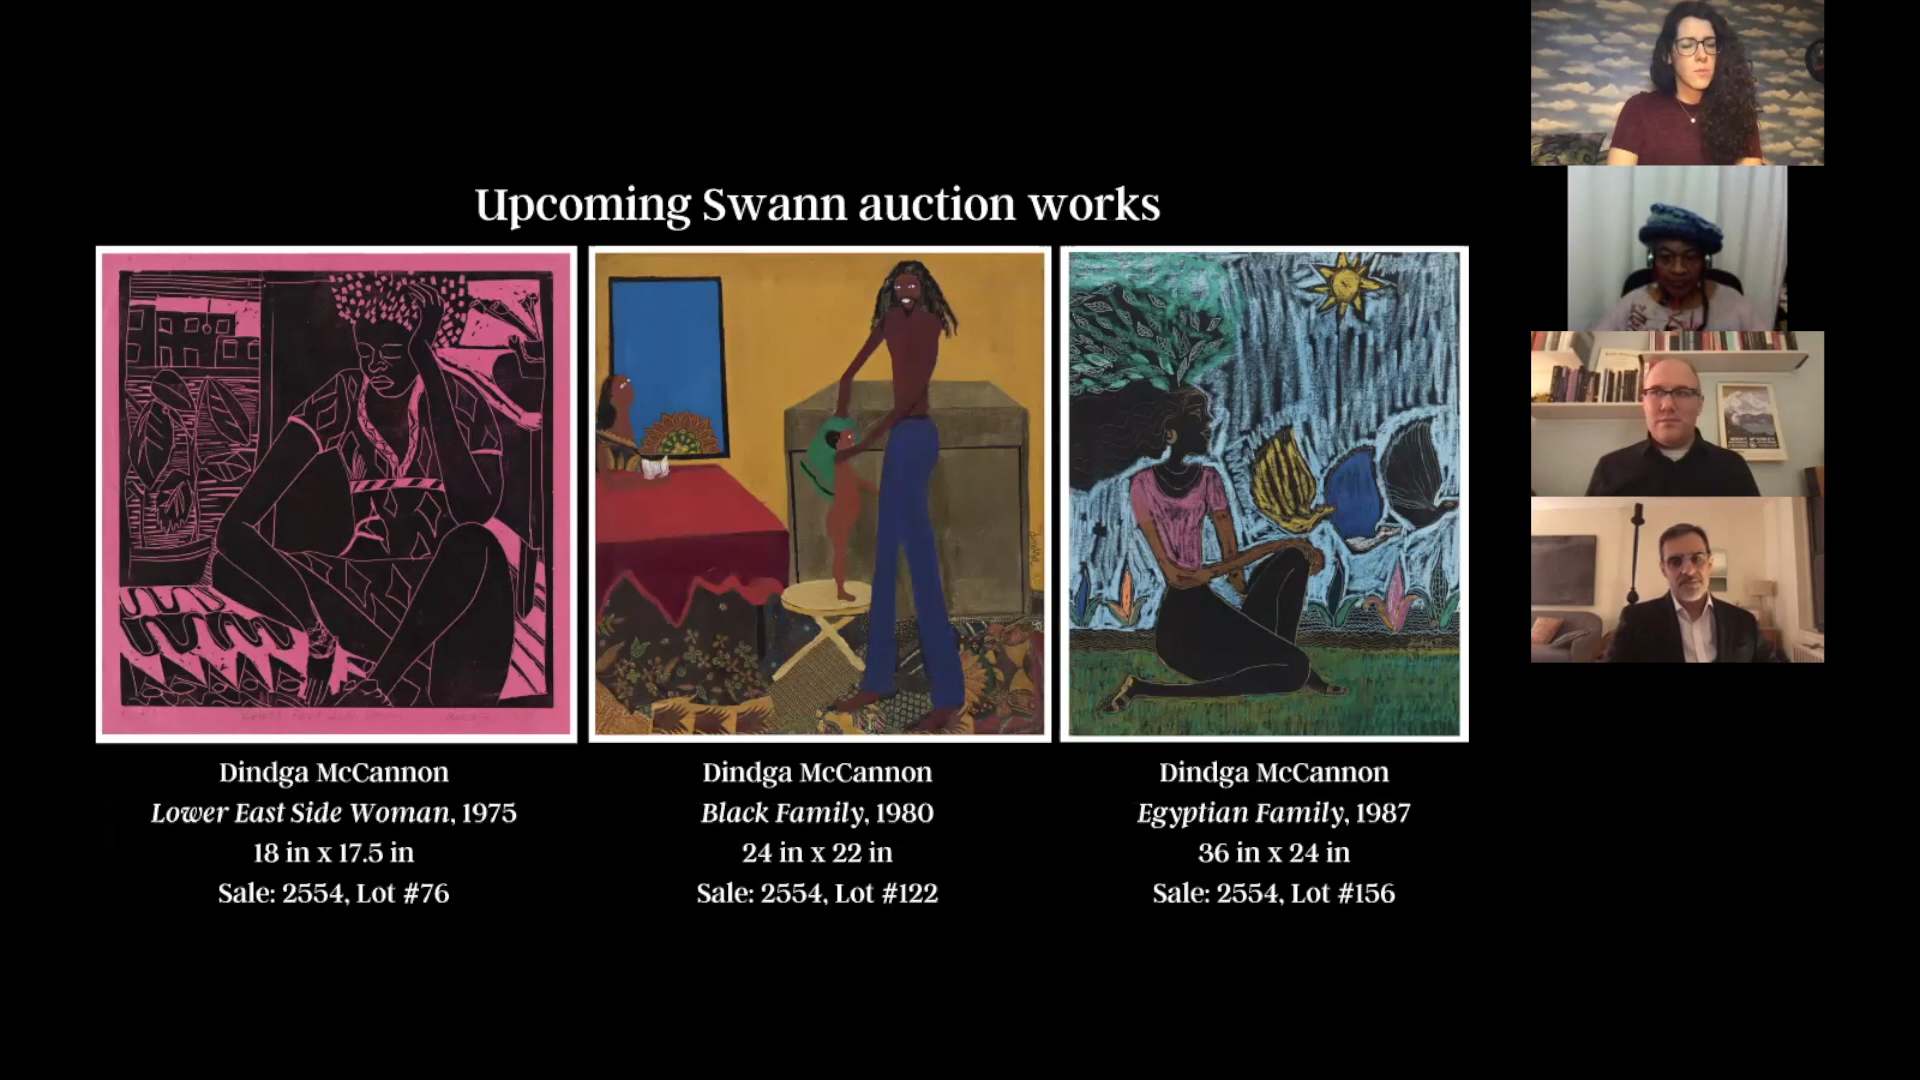 Upcoming Swann auction works
Dindga McCannon
Lower East Side Woman, 1975
18 in x 17.5 in
Sale: 2554, Lot #76
Dindga McCannon
Black Family, 1980
24 in x 22 in
Sale: 2554, Lot #122
Dindga McCannon
Egyptian Family, 1987
36 in x 24 in
Sale: 2554, Lot #156